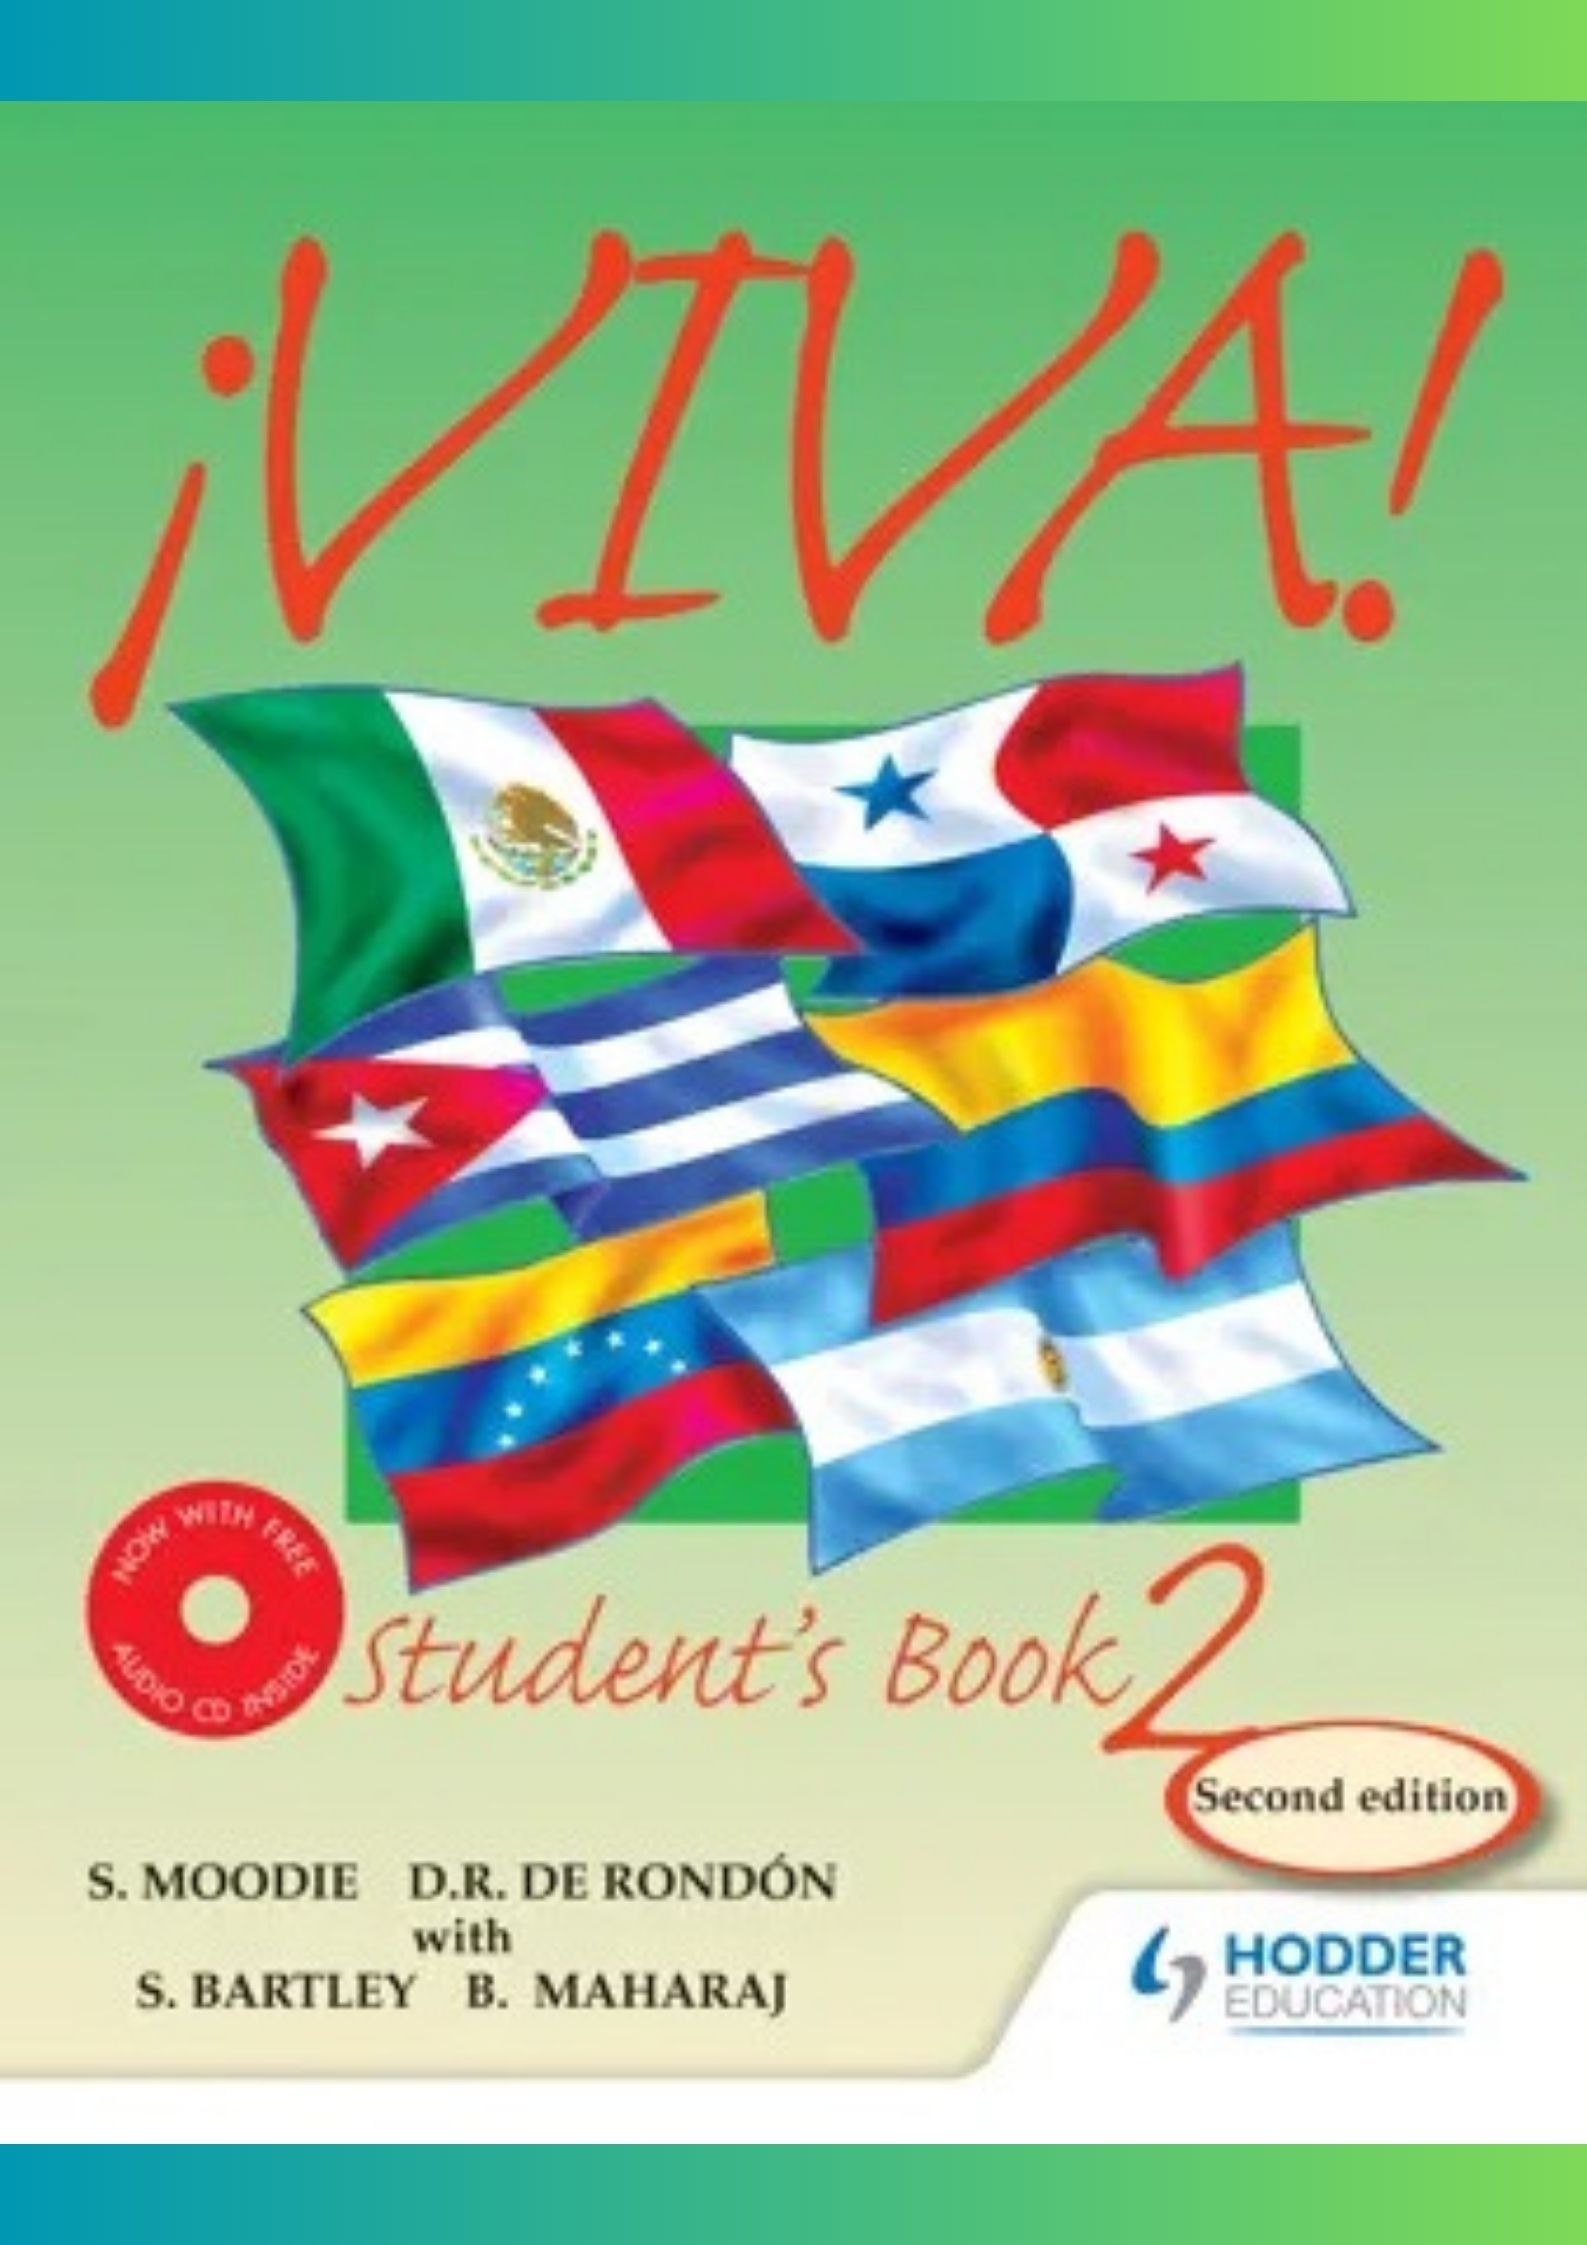 ¡VIVA!
NOW WITH FREE
AUDIO CD INSIDE
Student's Book 2
Second edition
S. MOODIE D.R. DE RONDÓN
with
S. BARTLEY B. MAHARAJ
HODDER
EDUCATION